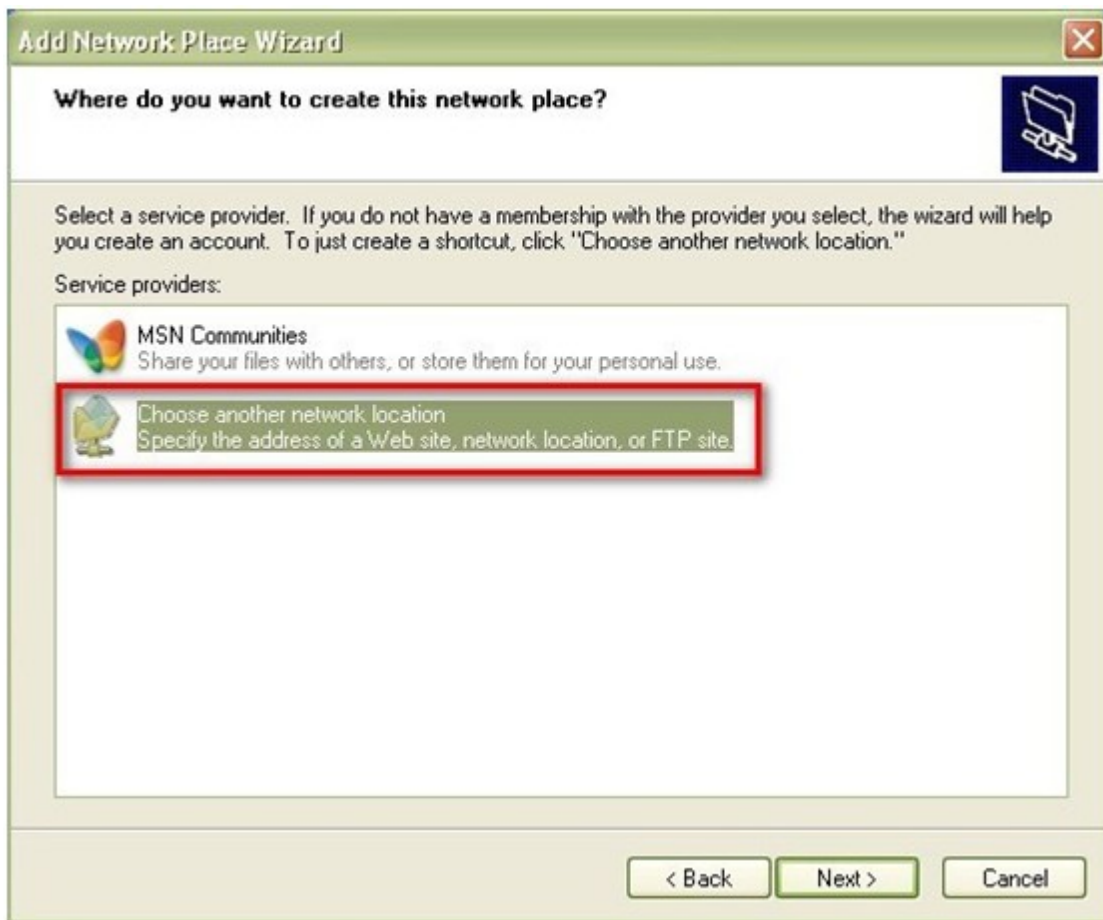 Add Network Place Wizard
Where do you want to create this network place?
Select a service provider.  If you do not have a membership with the provider you select, the wizard will help
you create an account.  To just create a shortcut, click "Choose another network location."
Service providers:
MSN Communities
Share your files with others, or store them for your personal use.
Choose another network location
Specify the address of a Web site, network location, or FTP site.
< Back
Next >
Cancel